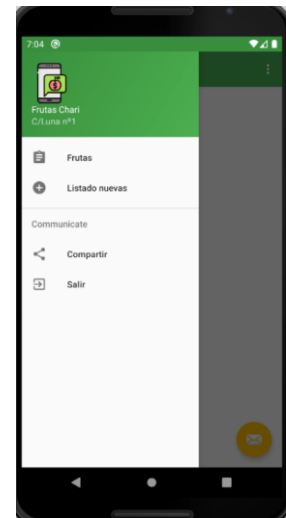 7:04
Frutas Chari
C/Luna nº1
Frutas
Listado nuevas
Communicate
Compartir
Salir